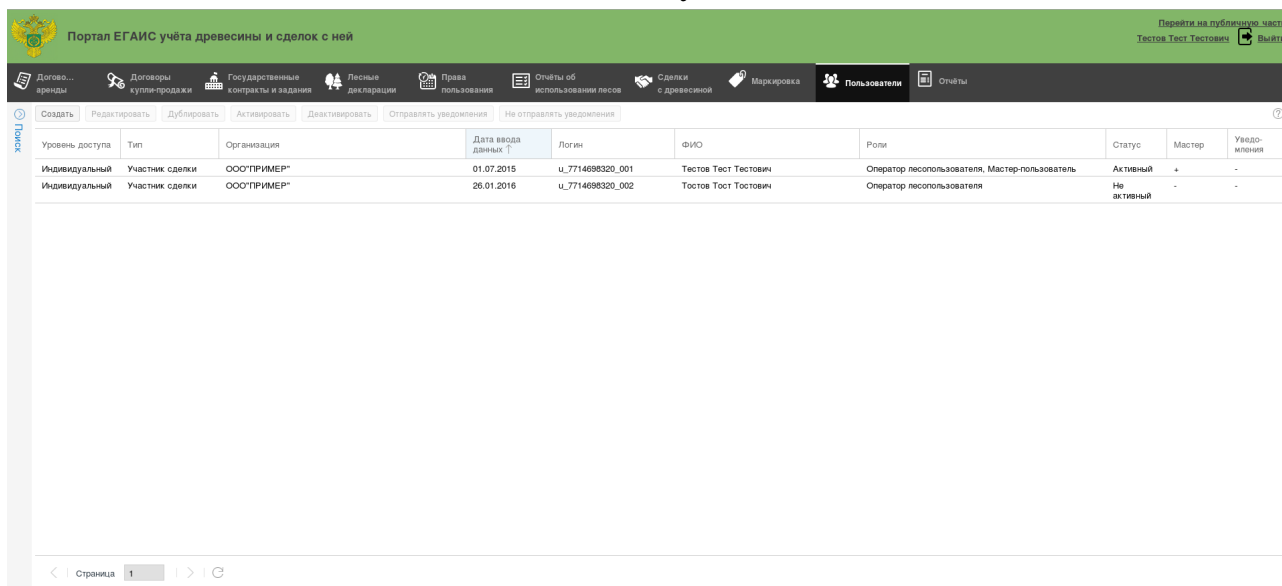 Перейти на публичную част
Портал ЕГАИС учёта древесины и сделок с ней
Тестов Тест Тестович Выйти
Догово... Договоры Государственные Лесные Права Отчёты об Сделки Маркировка Пользователи Отчёты
аренды купли-продажи контракты и задания декларации пользования использовании лесов с древесиной
Создать Редактировать Дублировать Активировать Деактивировать Отправлять уведомления Не отправлять уведомления
Поиск
Уровень доступа Тип Организация Дата ввода данных ↑ Логин ФИО Роли Статус Мастер Уведо-
мления
Индивидуальный Участник сделки ООО"ПРИМЕР" 01.07.2015 u_7714698320_001 Тестов Тест Тестович Оператор лесопользователя, Мастер-пользователь Активный + -
Индивидуальный Участник сделки ООО"ПРИМЕР" 26.01.2016 u_7714698320_002 Тостов Тост Тостович Оператор лесопользователя Не - -
активный
Страница 1